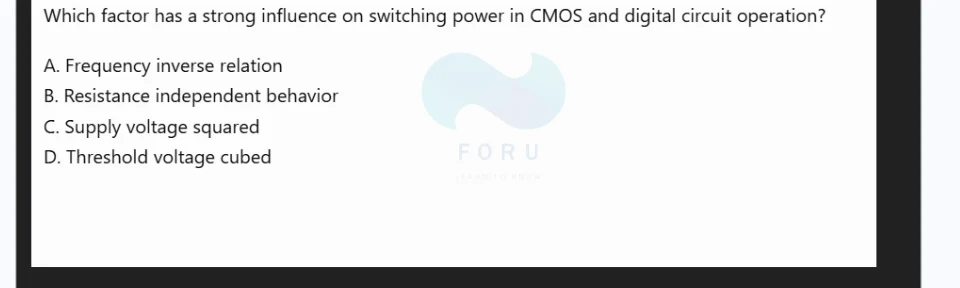 Which factor has a strong influence on switching power in CMOS and digital circuit operation?
A. Frequency inverse relation
B. Resistance independent behavior
C. Supply voltage squared
D. Threshold voltage cubed
FORU